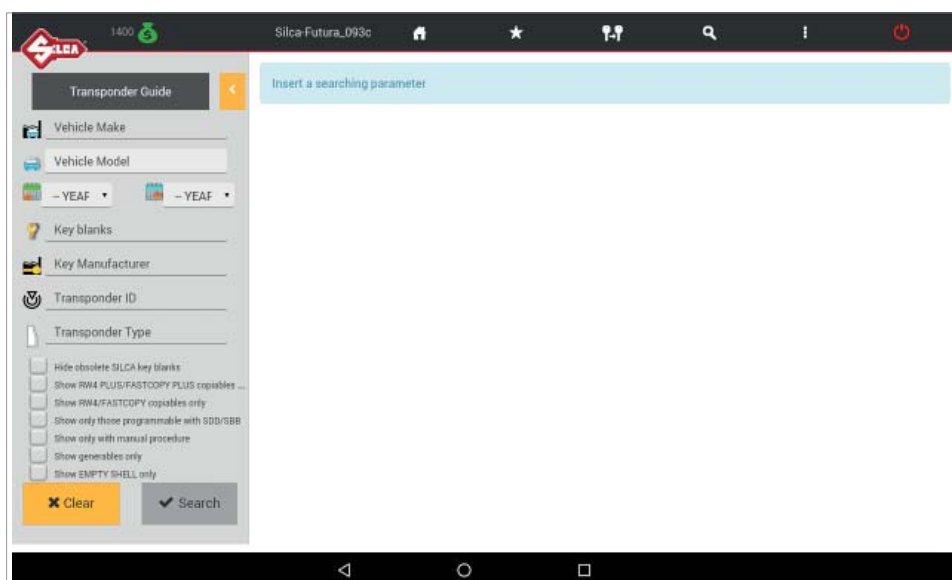 1400
Silca-Futura_093c
SILCA
Transponder Guide
Insert a searching parameter
Vehicle Make
Vehicle Model
-- YEAR
-- YEAR
Key blanks
Key Manufacturer
Transponder ID
Transponder Type
Hide obsolete SILCA key blanks
Show RW4 PLUS/FASTCOPY PLUS copiables ...
Show RW4/FASTCOPY copiables only
Show only those programmable with SDD/SBB
Show only with manual procedure
Show generables only
Show EMPTY SHELL only
Clear
Search